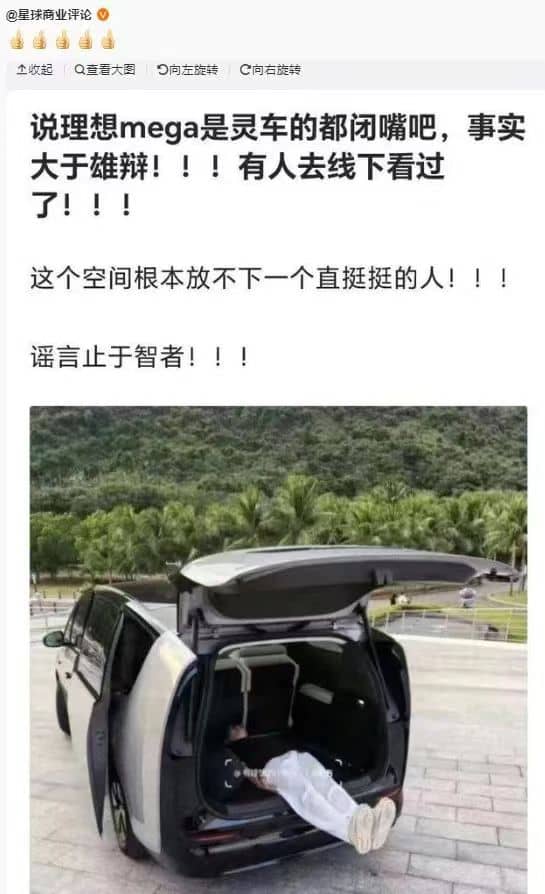 @星球商业评论
收起 查看大图 向左旋转 向右旋转
说理想mega是灵车的都闭嘴吧，事实
大于雄辩！！！有人去线下看过
了！！！
这个空间根本放不下一个直挺挺的人！！！
谣言止于智者！！！